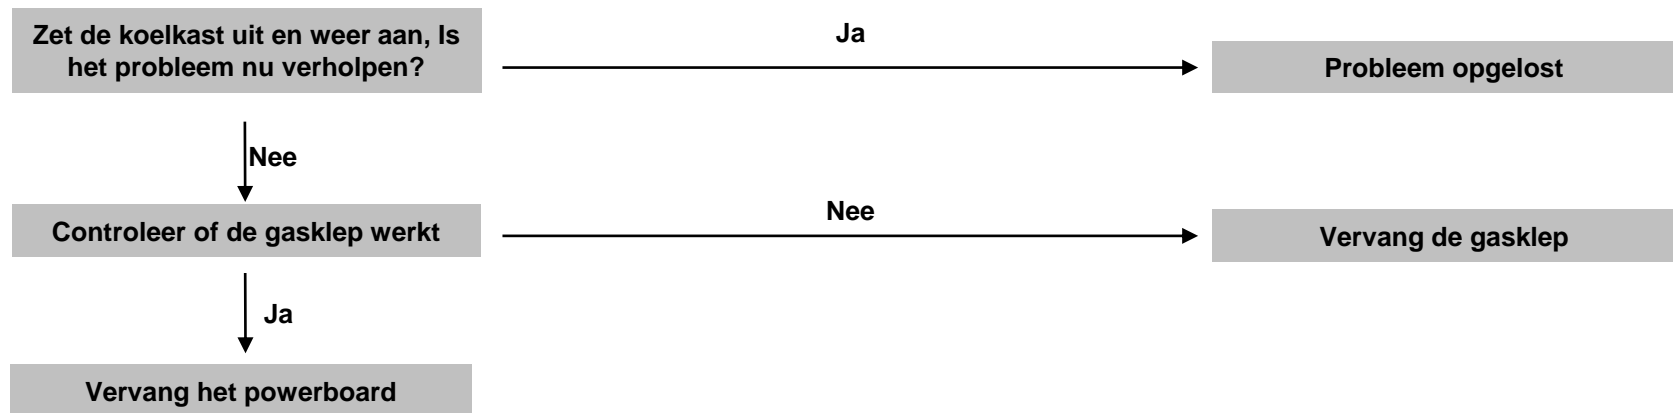 Zet de koelkast uit en weer aan, Is
het probleem nu verholpen?
Ja
Probleem opgelost
Nee
Controleer of de gasklep werkt
Nee
Vervang de gasklep
Ja
Vervang het powerboard